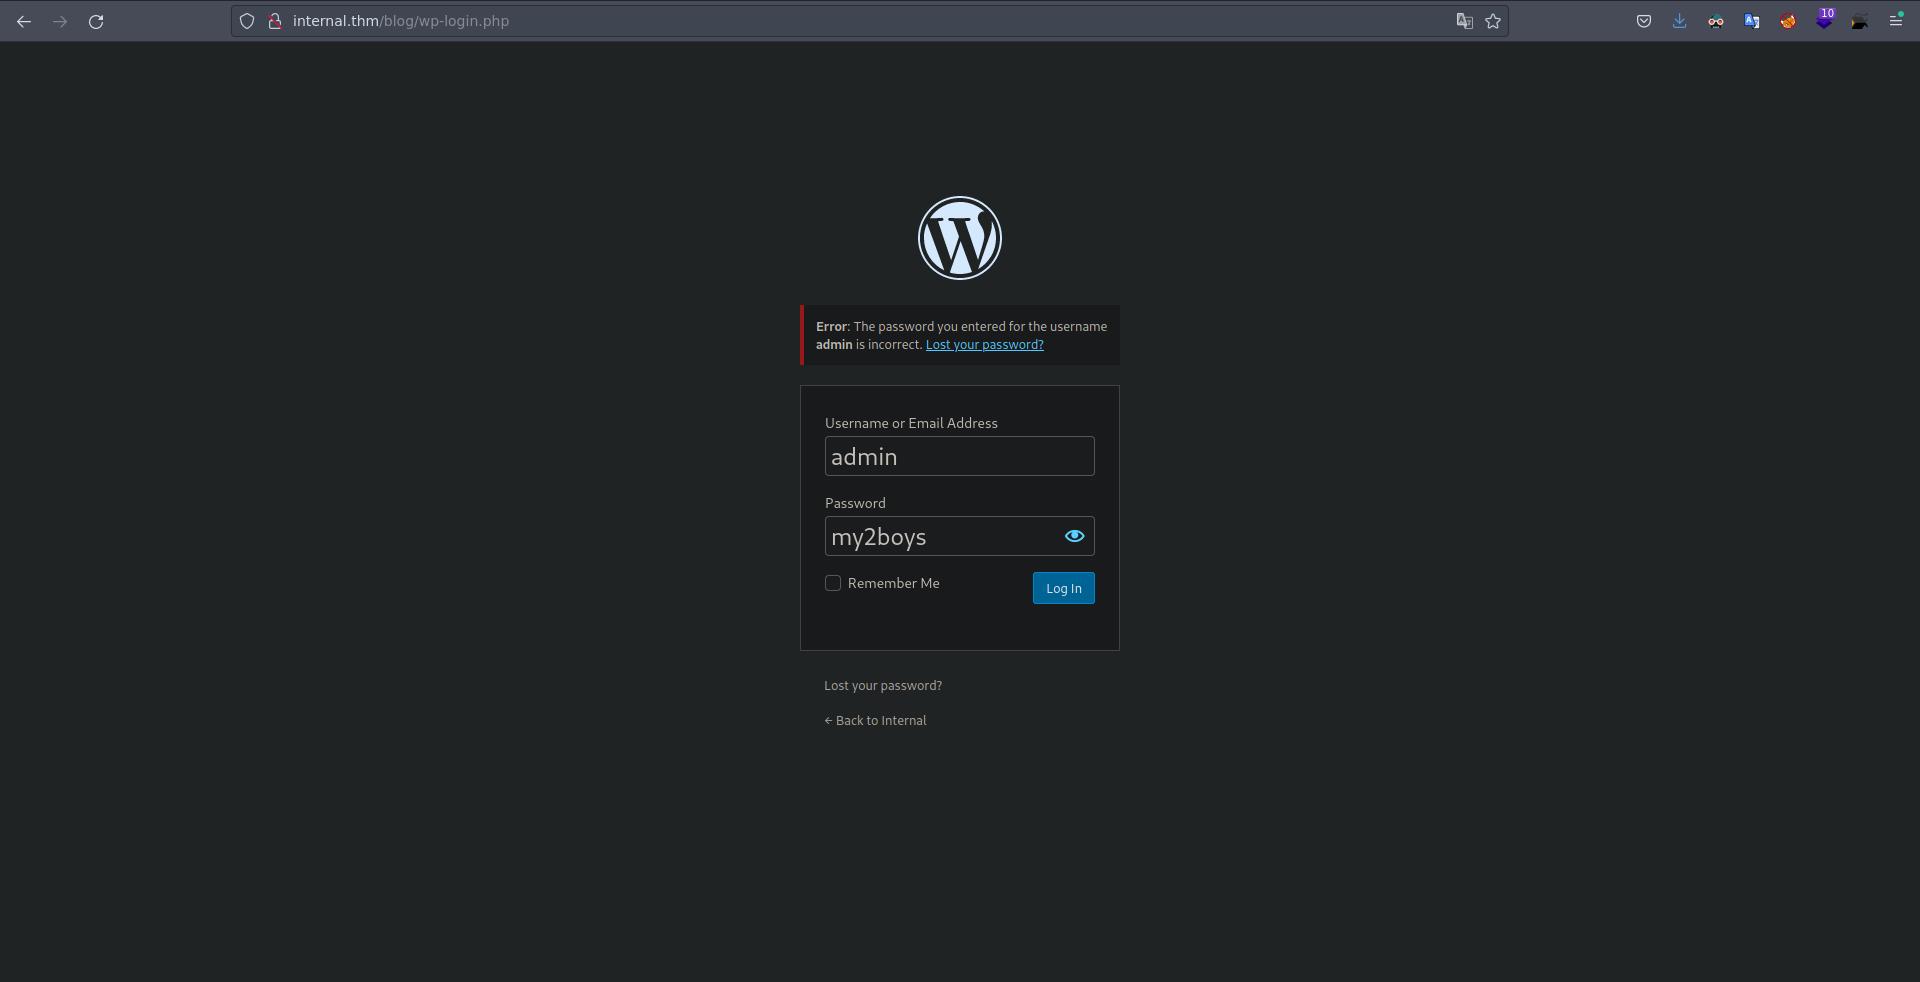 internal.thm/blog/wp-login.php
10
Error: The password you entered for the username
admin is incorrect. Lost your password?
Username or Email Address
admin
Password
my2boys
Remember Me
Log In
Lost your password?
← Back to Internal